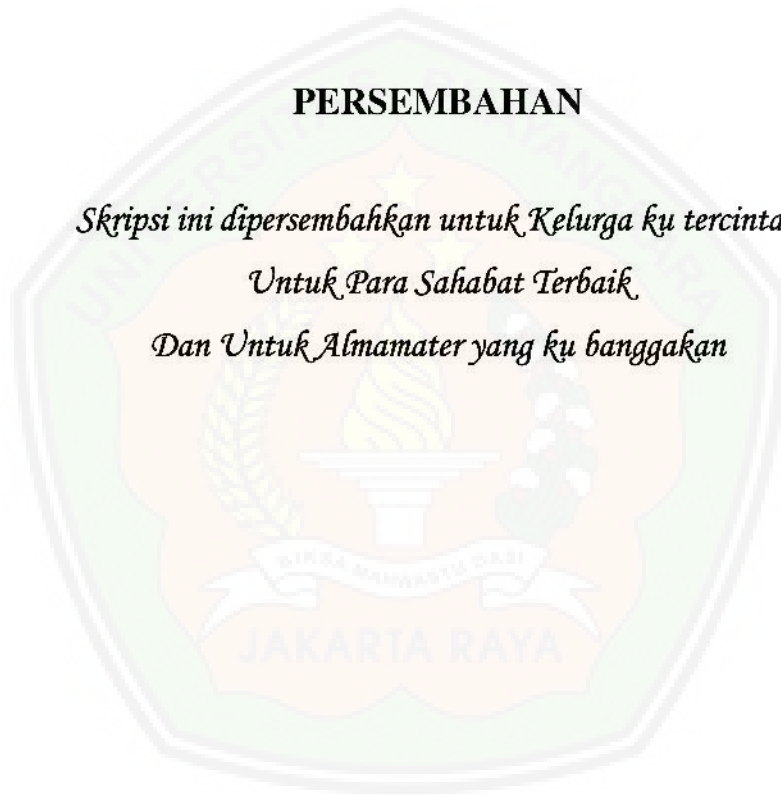 PERSEMBAHAN
Skripsi ini dipersembahkan untuk Kelurga ku tercinta
Untuk Para Sahabat Terbaik
Dan Untuk Almamater yang ku banggakan
JAKARTA RAYA